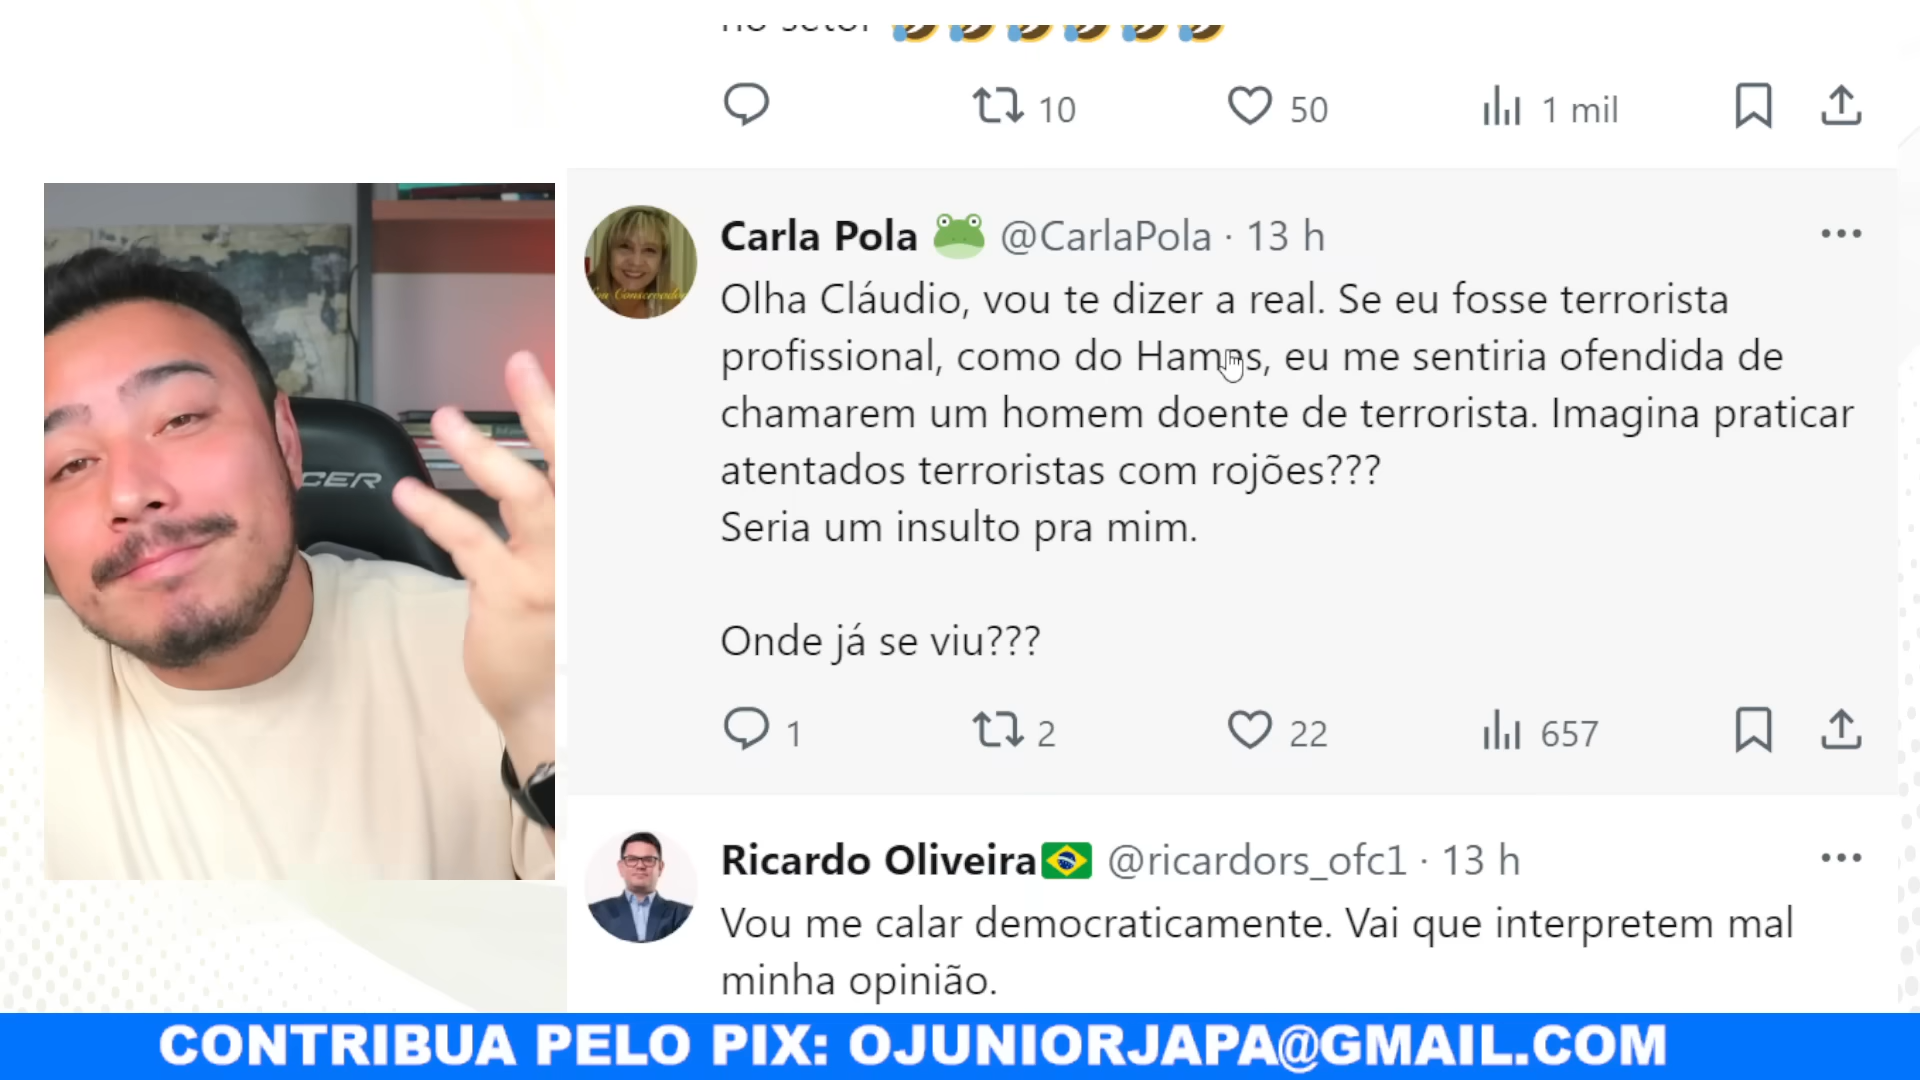 no setor
10 50 1 mil
Carla Pola @CarlaPola · 13 h
Olha Cláudio, vou te dizer a real. Se eu fosse terrorista
profissional, como do Hamas, eu me sentiria ofendida de
chamarem um homem doente de terrorista. Imagina praticar
atentados terroristas com rojões???
Seria um insulto pra mim.
Onde já se viu???
1 2 22 657
Ricardo Oliveira @ricardors_ofc1 · 13 h
Vou me calar democraticamente. Vai que interpretem mal
minha opinião.
CONTRIBUA PELO PIX: OJUNIORJAPA@GMAIL.COM